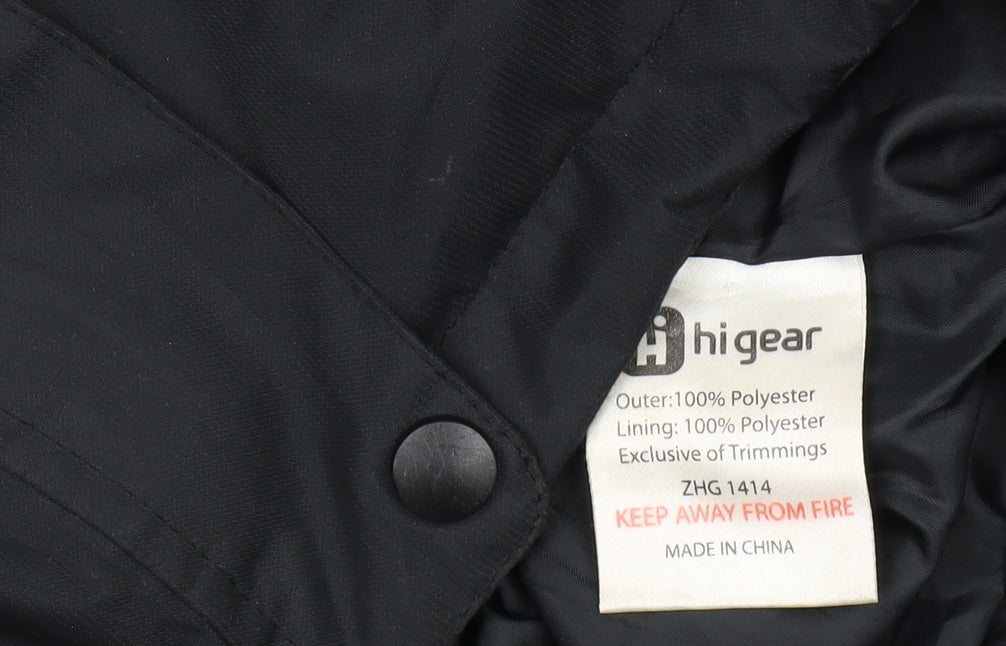 Hi hi gear
Outer:100% Polyester
Lining: 100% Polyester
Exclusive of Trimmings
ZHG 1414
KEEP AWAY FROM FIRE
MADE IN CHINA